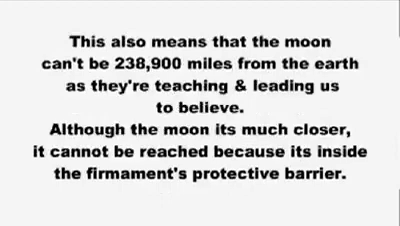 This also means that the moon
can't be 238,900 miles from the earth
as they're teaching & leading us
to believe.
Although the moon its much closer,
it cannot be reached because its inside
the firmament's protective barrier.